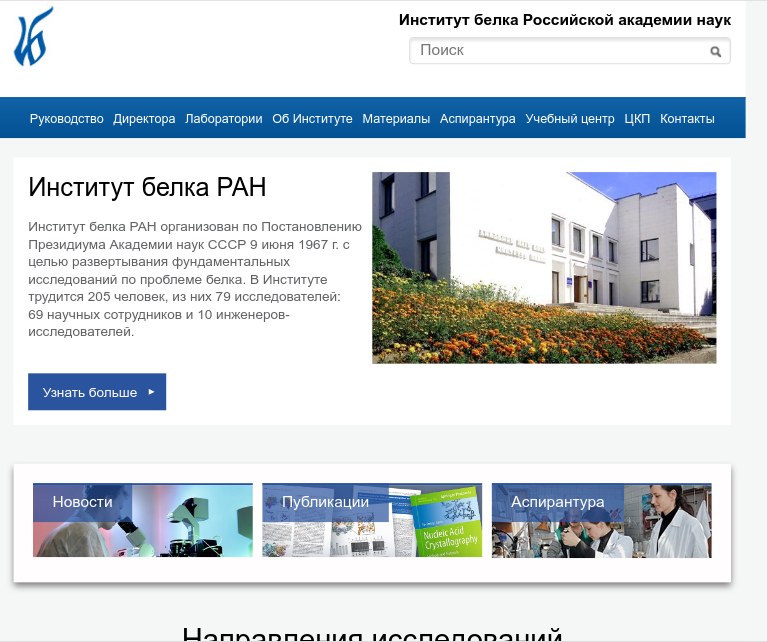 Институт белка Российской академии наук
Поиск
Руководство Директора Лаборатории Об Институте Материалы Аспирантура Учебный центр ЦКП Контакты
Институт белка РАН
Институт белка РАН организован по Постановлению
Президиума Академии наук СССР 9 июня 1967 г. с
целью развертывания фундаментальных
исследований по проблеме белка. В Институте
трудится 205 человек, из них 79 исследователей:
69 научных сотрудников и 10 инженеров-
исследователей.
Узнать больше
Новости Публикации Аспирантура
Nucleic Acid
Crystallography
Направления исследований